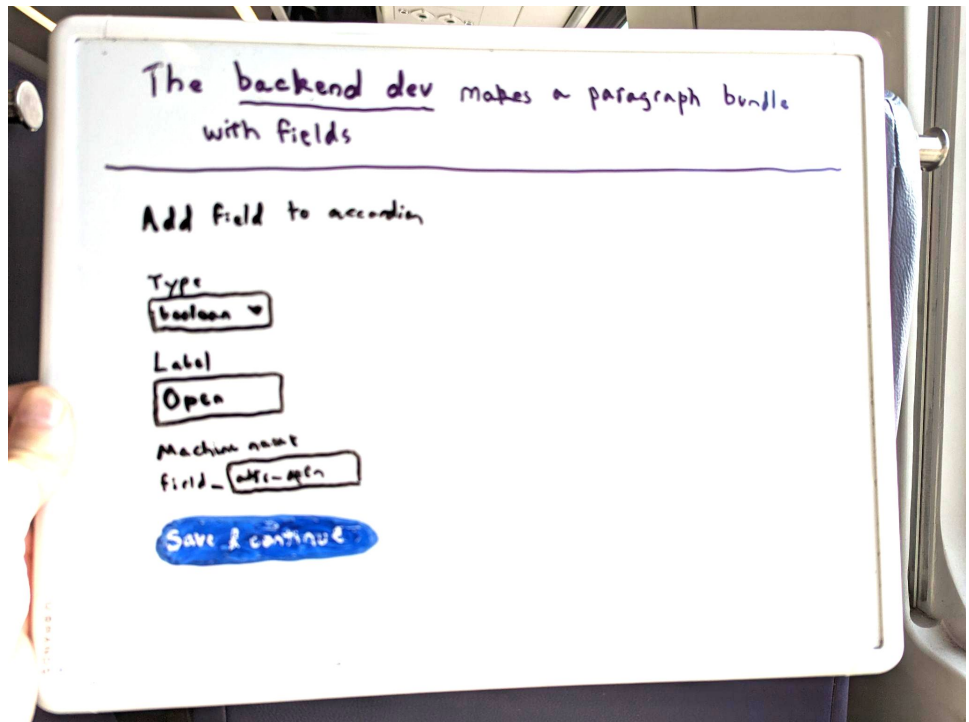 The backend dev makes a paragraph bundle
with fields
Add field to accordion
Type
boolean
Label
Open
Machine name
field_ attr_open
Save & continue